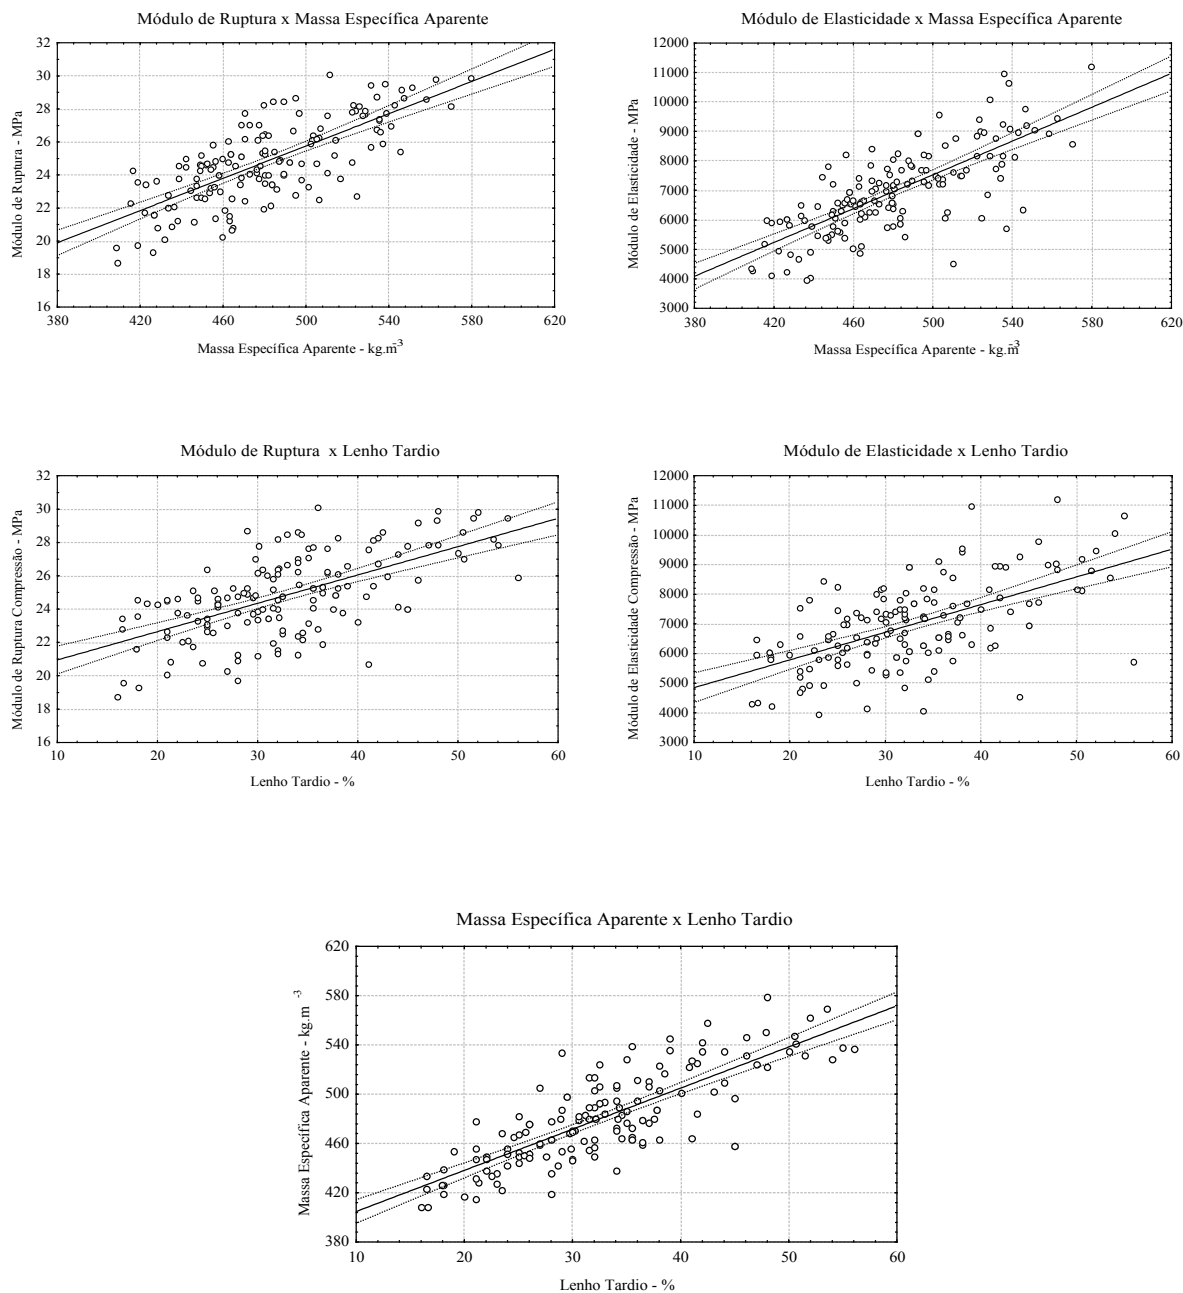 Módulo de Ruptura x Massa Específica Aparente
Módulo de Ruptura - MPa
32
30
28
26
24
22
20
18
16
380 420 460 500 540 580 620
Massa Específica Aparente - kg.m-3
Módulo de Elasticidade x Massa Específica Aparente
Módulo de Elasticidade - MPa
12000
11000
10000
9000
8000
7000
6000
5000
4000
3000
380 420 460 500 540 580 620
Massa Específica Aparente - kg.m-3
Módulo de Ruptura x Lenho Tardio
Módulo de Ruptura Compressão - MPa
32
30
28
26
24
22
20
18
16
10 20 30 40 50 60
Lenho Tardio - %
Módulo de Elasticidade x Lenho Tardio
Módulo de Elasticidade Compressão - MPa
12000
11000
10000
9000
8000
7000
6000
5000
4000
3000
10 20 30 40 50 60
Lenho Tardio - %
Massa Específica Aparente x Lenho Tardio
Massa Específica Aparente - kg.m -3
620
580
540
500
460
420
380
10 20 30 40 50 60
Lenho Tardio - %